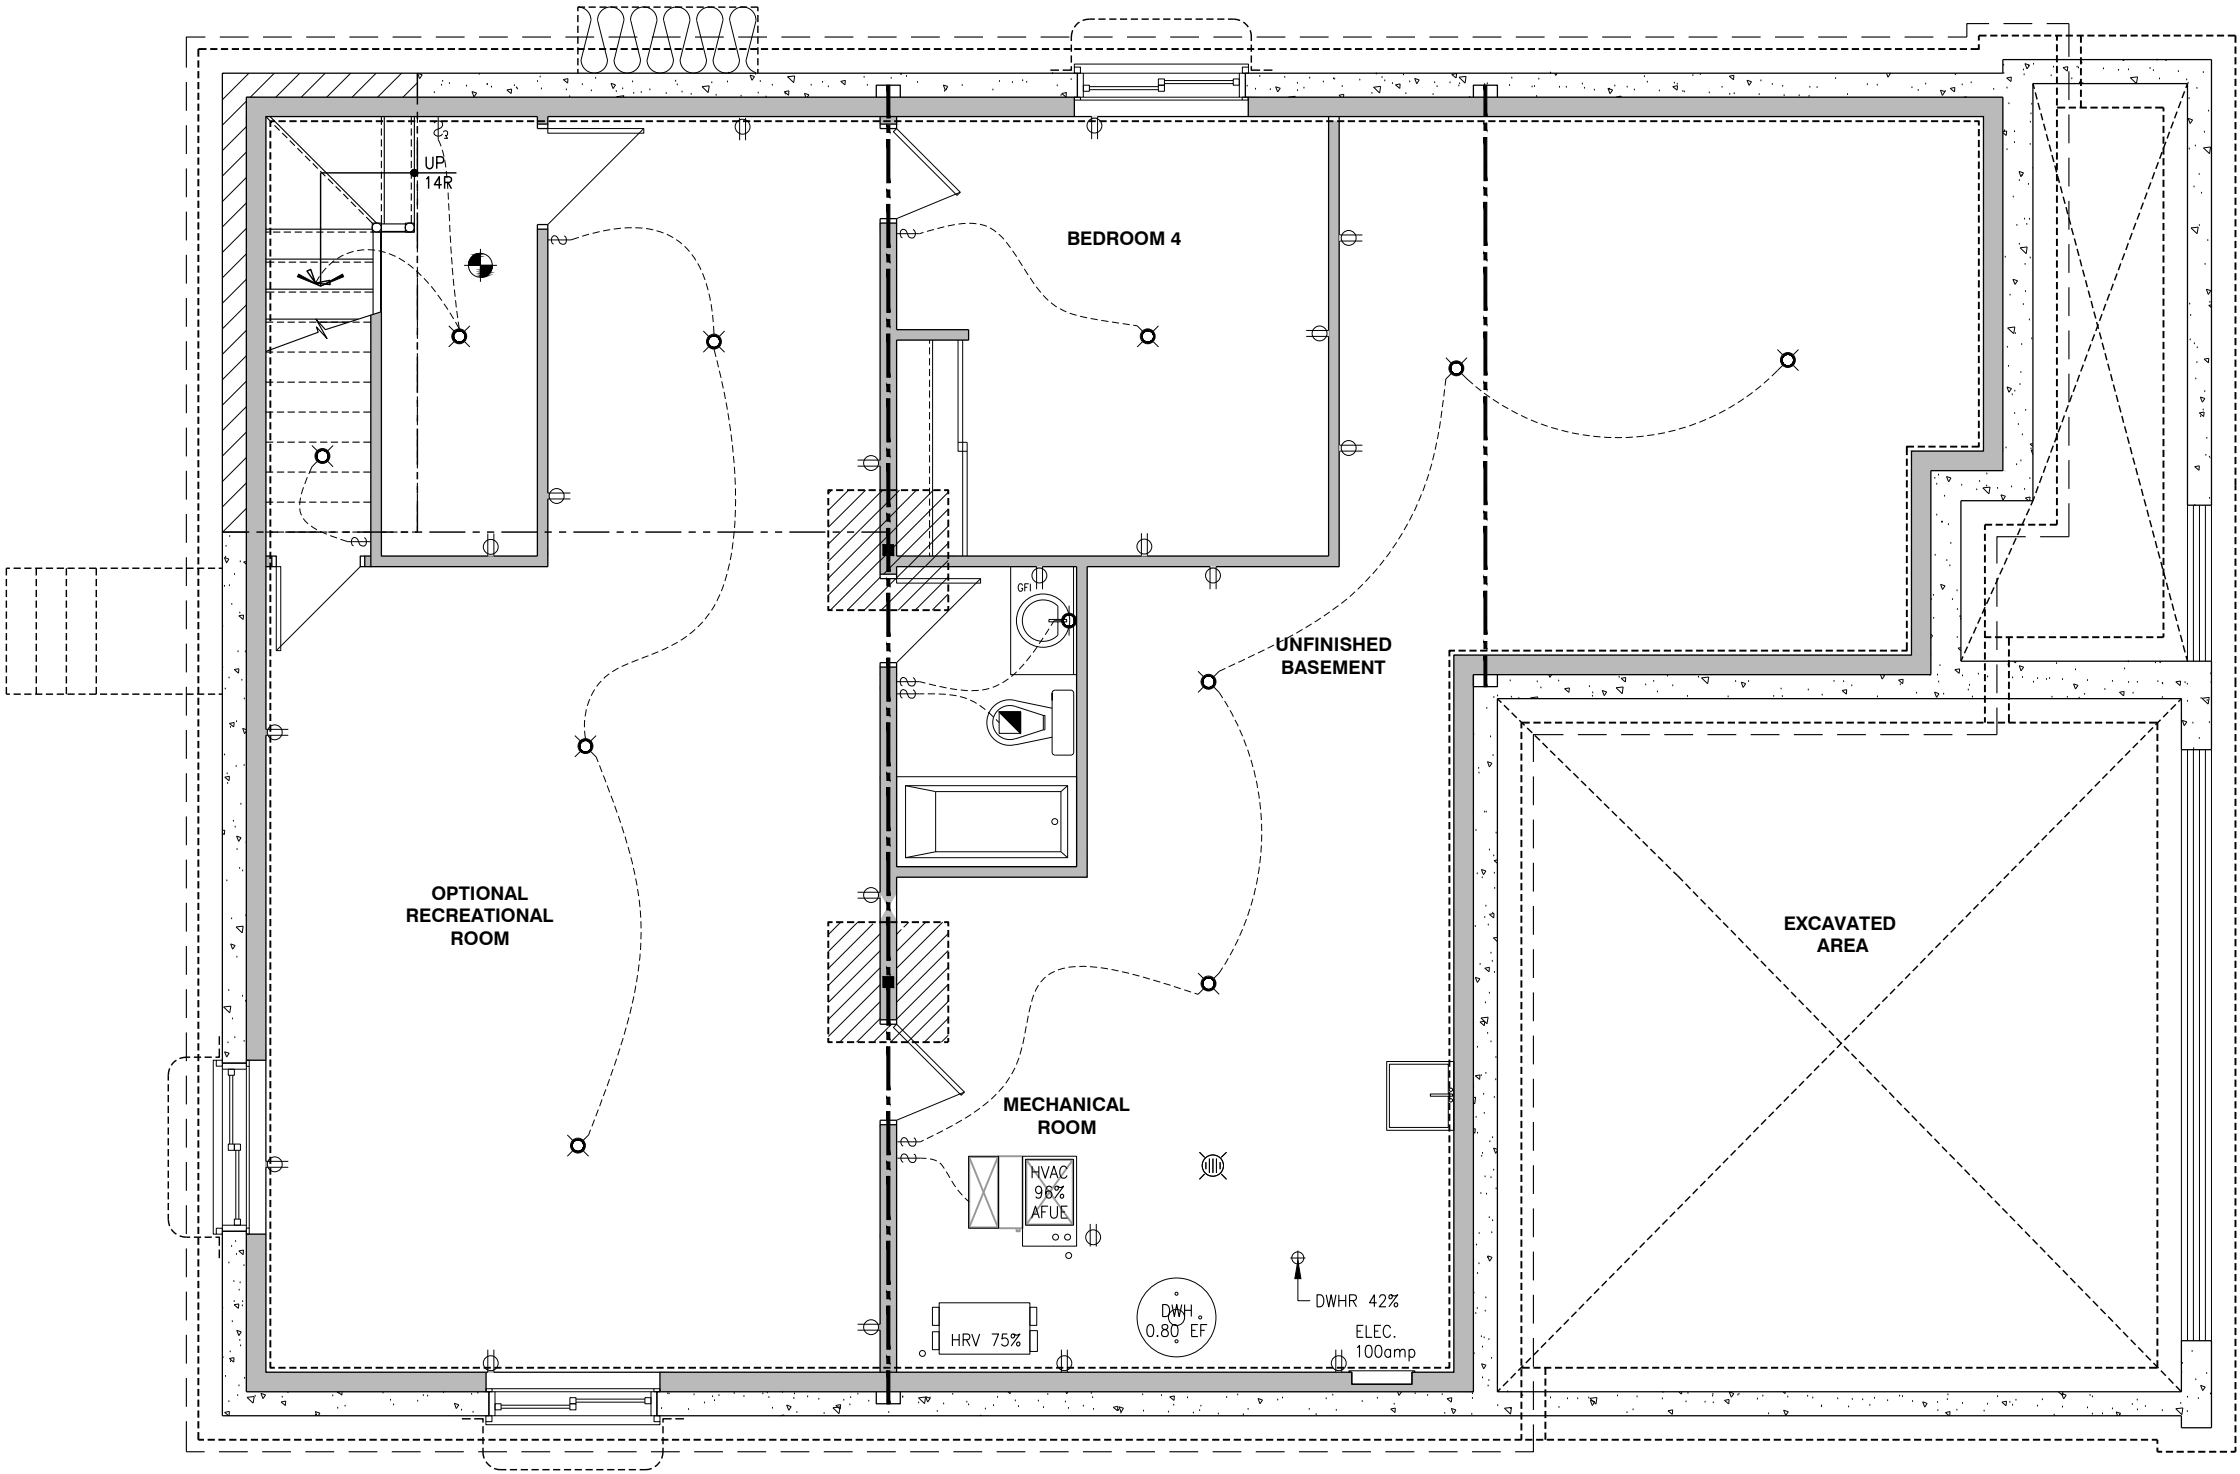 UP
14R
BEDROOM 4
GFI
UNFINISHED
BASEMENT
OPTIONAL
RECREATIONAL
ROOM
EXCAVATED
AREA
MECHANICAL
ROOM
HVAC
96%
AFUE
DWH
0.80 EF
DWHR 42%
HRV 75%
ELEC.
100amp